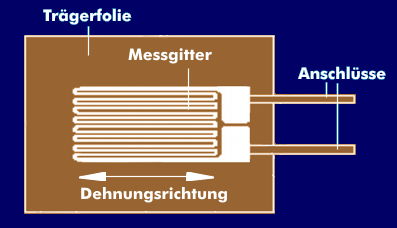 Trägerfolie
Messgitter
Anschlüsse
Dehnungsrichtung